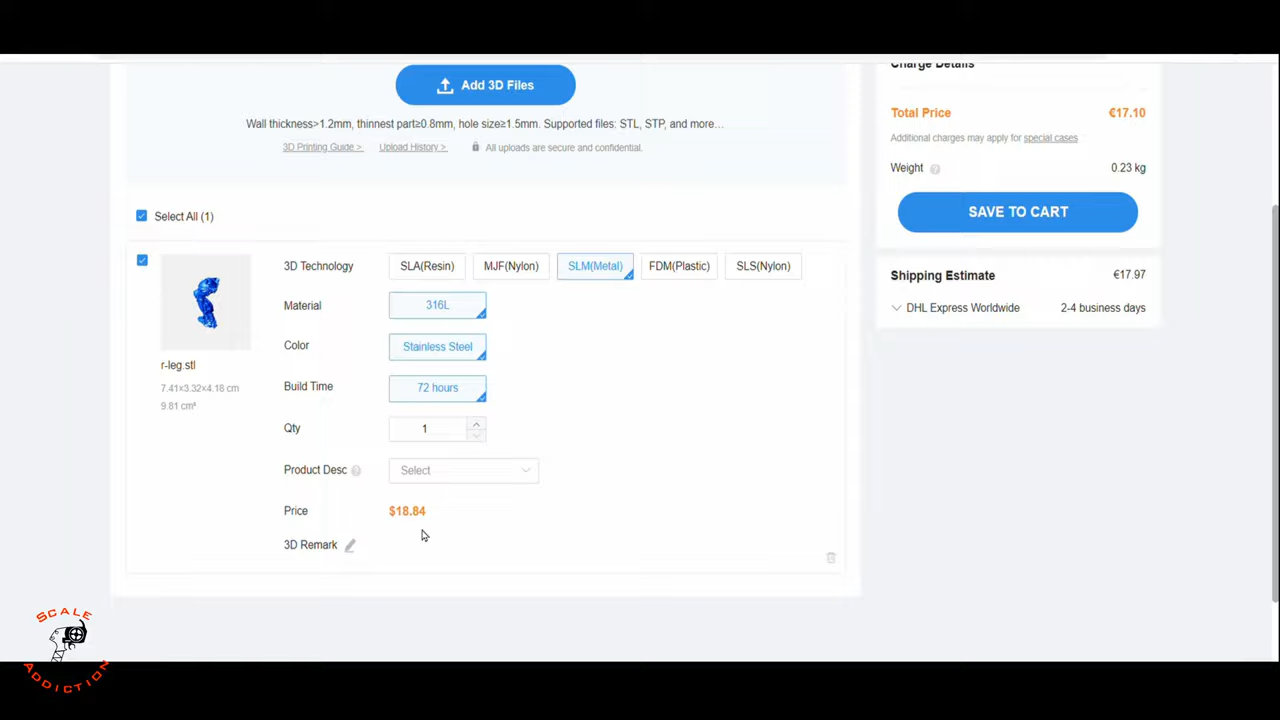 Charge Details
Add 3D Files
Total Price €17.10
Wall thickness>1.2mm, thinnest part≥0.8mm, hole size≥1.5mm. Supported files: STL, STP, and more…
Additional charges may apply for special cases
3D Printing Guide > Upload History > All uploads are secure and confidential.
Weight ? 0.23 kg
SAVE TO CART
Select All (1)
3D Technology SLA(Resin) MJF(Nylon) SLM(Metal) FDM(Plastic) SLS(Nylon)
Shipping Estimate €17.97
Material 316L
DHL Express Worldwide 2-4 business days
Color Stainless Steel
r-leg.stl
Build Time 72 hours
7.41×3.32×4.18 cm
9.81 cm³
Qty 1
Product Desc ? Select
Price $18.84
3D Remark
SCALE
ADDICTION